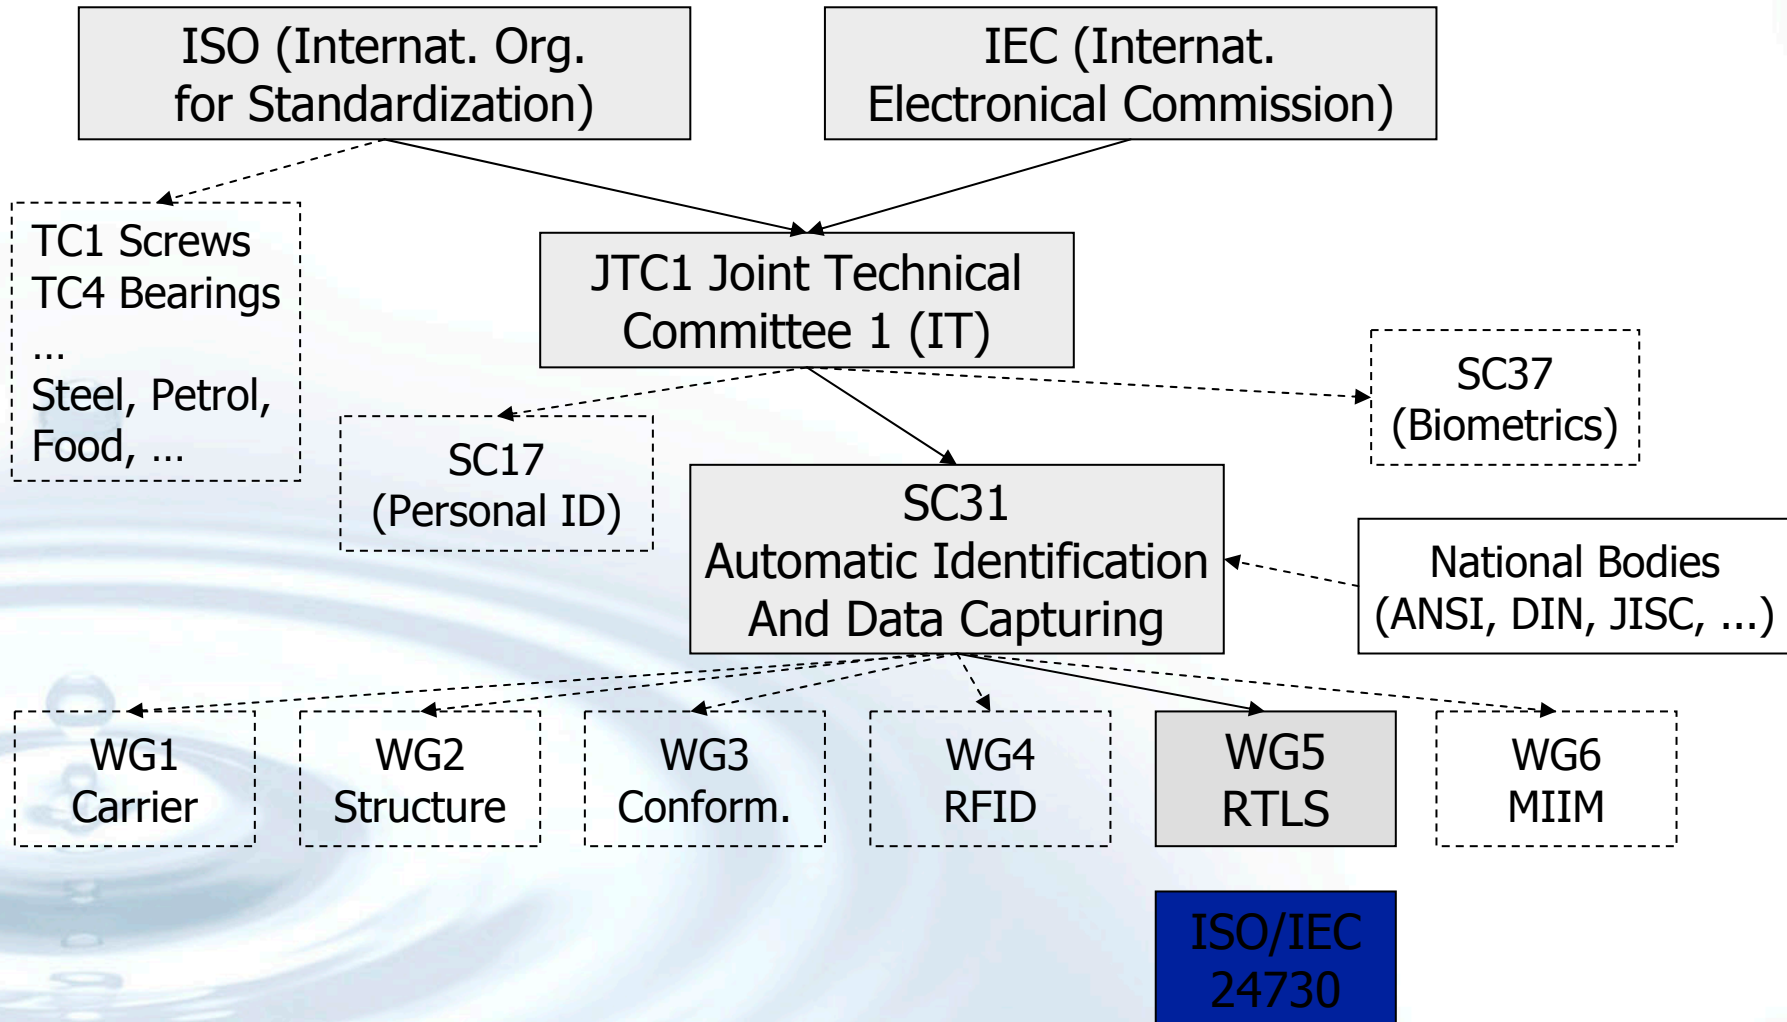 ISO (Internat. Org.
for Standardization)
IEC (Internat.
Electronical Commission)
TC1 Screws
TC4 Bearings
...
Steel, Petrol,
Food, ...
JTC1 Joint Technical
Committee 1 (IT)
SC37
(Biometrics)
SC17
(Personal ID)
SC31
Automatic Identification
And Data Capturing
National Bodies
(ANSI, DIN, JISC, ...)
WG1
Carrier
WG2
Structure
WG3
Conform.
WG4
RFID
WG5
RTLS
WG6
MIIM
ISO/IEC
24730